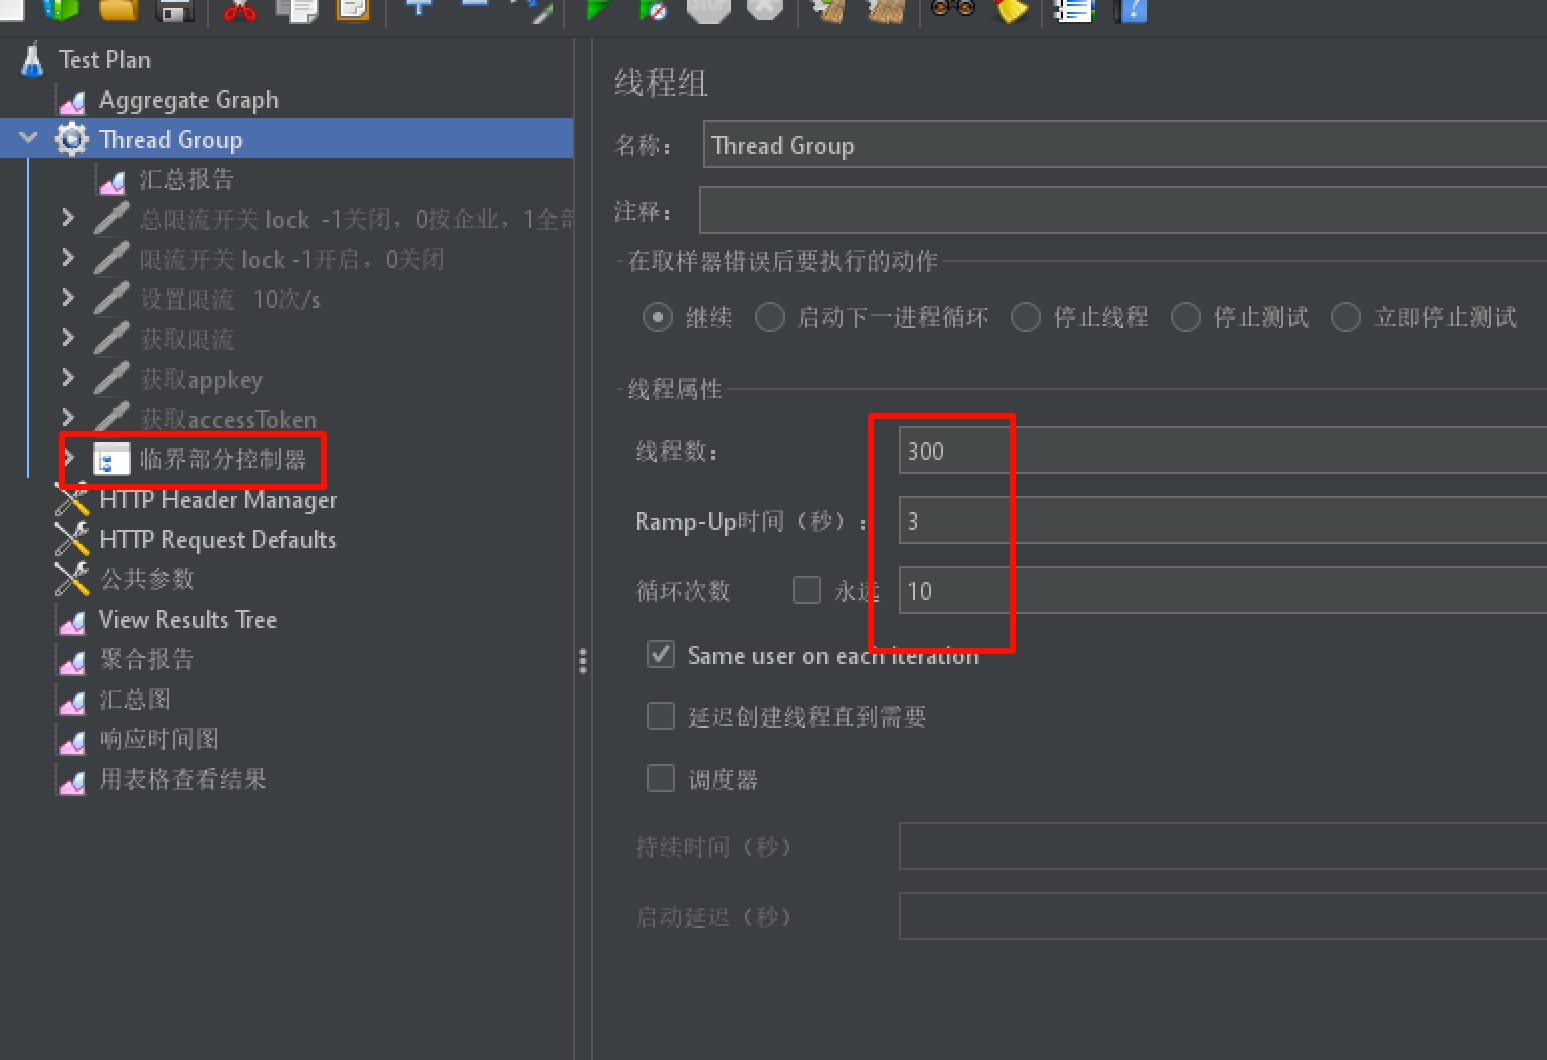 STOP
?
Test Plan
Aggregate Graph
Thread Group
汇总报告
总限流开关 lock -1关闭，0按企业，1全部
限流开关 lock -1开启，0关闭
设置限流 10次/s
获取限流
获取appkey
获取accessToken
临界部分控制器
HTTP Header Manager
HTTP Request Defaults
公共参数
View Results Tree
聚合报告
汇总图
响应时间图
用表格查看结果
线程组
名称： Thread Group
注释：
在取样器错误后要执行的动作
继续 启动下一进程循环 停止线程 停止测试 立即停止测试
线程属性
线程数： 300
Ramp-Up时间（秒）： 3
循环次数 永远 10
Same user on each iteration
延迟创建线程直到需要
调度器
持续时间（秒）
启动延迟（秒）